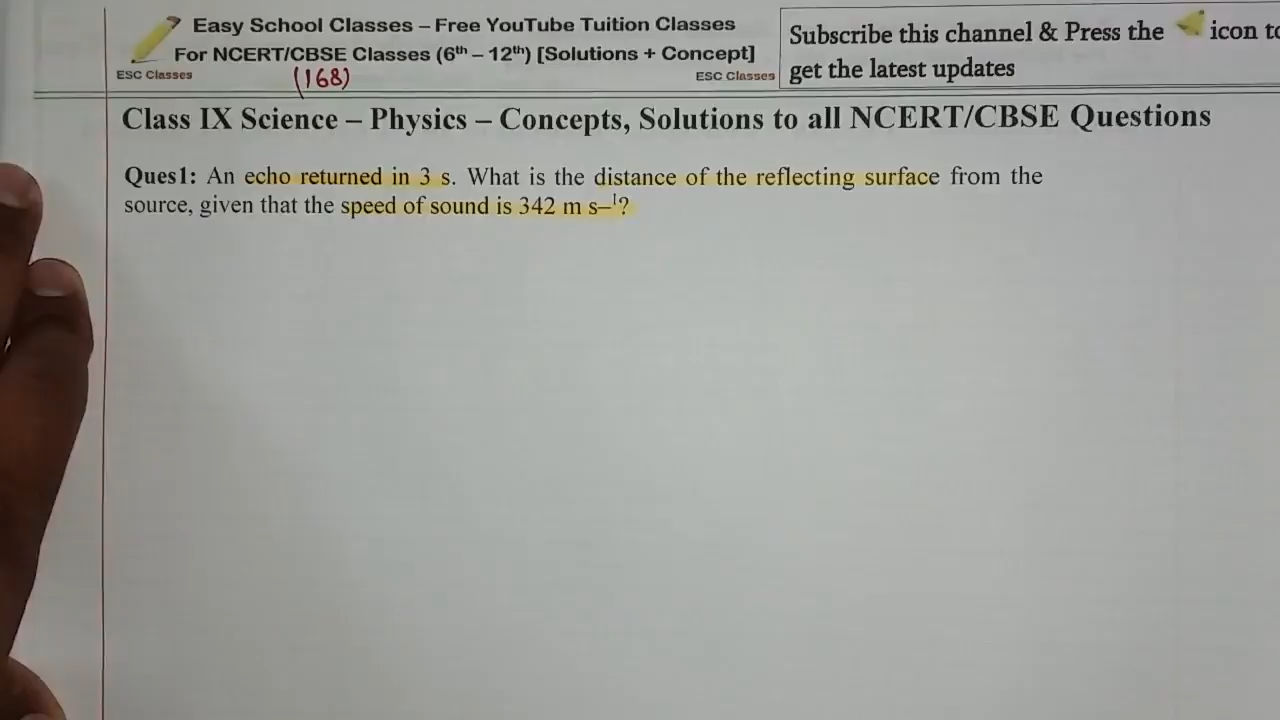 Easy School Classes – Free YouTube Tuition Classes
For NCERT/CBSE Classes (6th – 12th) [Solutions + Concept]
ESC Classes
(168)
ESC Classes
Subscribe this channel & Press the icon to
get the latest updates
Class IX Science – Physics – Concepts, Solutions to all NCERT/CBSE Questions
Ques1: An echo returned in 3 s. What is the distance of the reflecting surface from the
source, given that the speed of sound is 342 m s–¹?